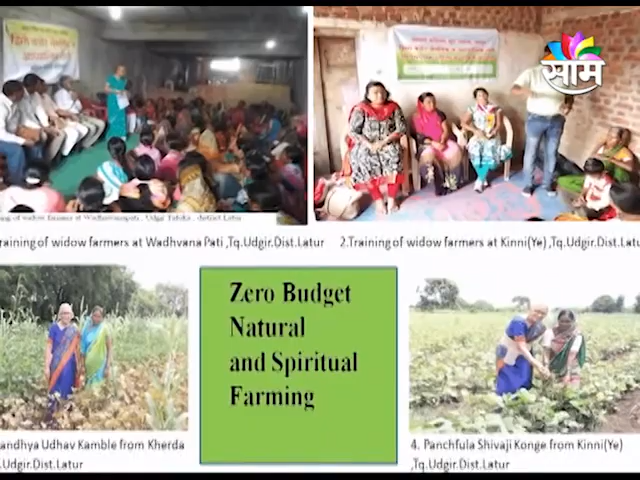 साम
raining of widow farmers at Wadhvana Pati ,Tq.Udgir.Dist.Latur
2.Training of widow farmers at Kinni(Ye) ,Tq.Udgir.Dist.Latu
Zero Budget
Natural
and Spiritual
Farming
andhya Udhav Kamble from Kherda
.Udgir.Dist.Latur
4. Panchfula Shivaji Konge from Kinni(Ye)
,Tq.Udgir.Dist.Latur